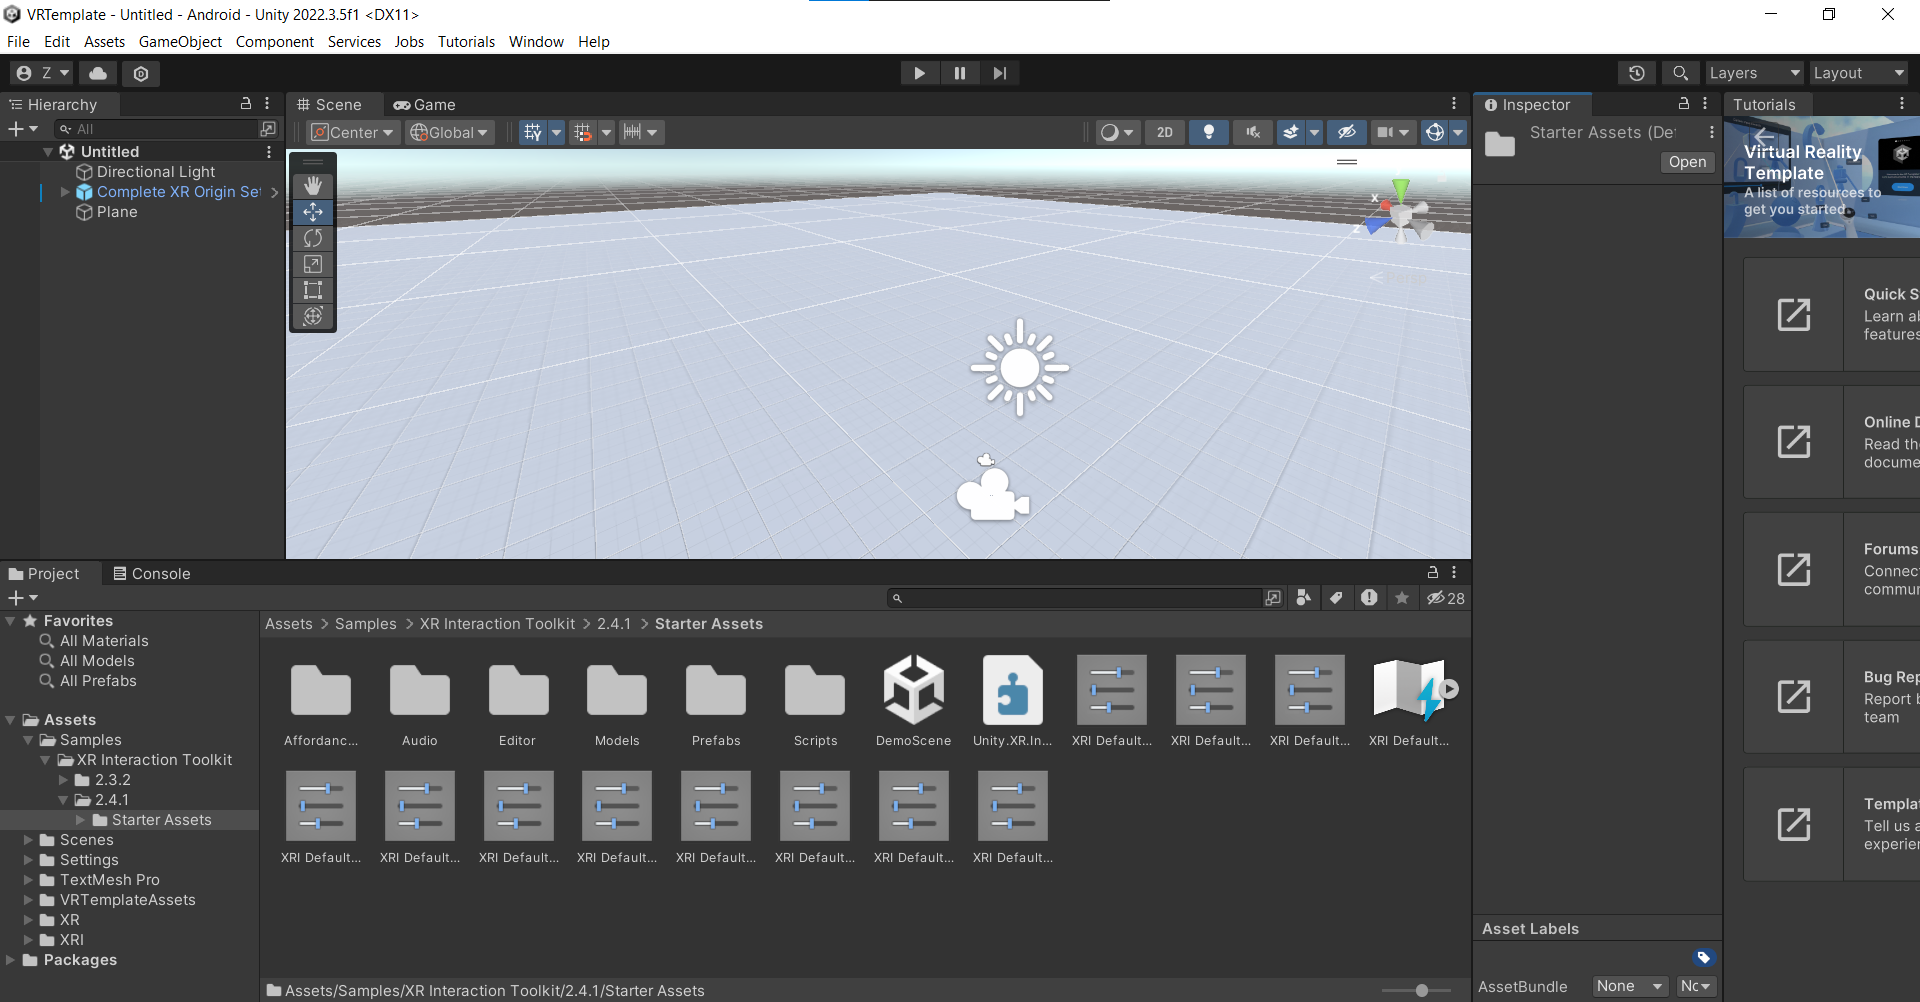 VRTemplate - Untitled - Android - Unity 2022.3.5f1 <DX11>
File Edit Assets GameObject Component Services Jobs Tutorials Window Help
Z
Layers
Layout
Hierarchy
Scene
Game
Inspector
Tutorials
All
Center
Global
2D
Starter Assets (De
Open
Untitled
Directional Light
Complete XR Origin Set
Plane
x
z
Virtual Reality
Template
A list of resources to
get you started.
Quick S
Learn ab
features
Online D
Read the
docume
Forums
Connect
commun
Bug Rep
Report b
team
Templat
Tell us a
experien
Project
Console
28
Favorites
All Materials
All Models
All Prefabs
Assets
Samples
XR Interaction Toolkit
2.3.2
2.4.1
Starter Assets
Scenes
Settings
TextMesh Pro
VRTemplateAssets
XR
XRI
Packages
Assets > Samples > XR Interaction Toolkit > 2.4.1 > Starter Assets
Affordanc...
Audio
Editor
Models
Prefabs
Scripts
DemoScene
Unity.XR.In...
XRI Default...
XRI Default...
XRI Default...
XRI Default...
XRI Default...
XRI Default...
XRI Default...
XRI Default...
XRI Default...
XRI Default...
XRI Default...
XRI Default...
Assets/Samples/XR Interaction Toolkit/2.4.1/Starter Assets
Asset Labels
AssetBundle
None